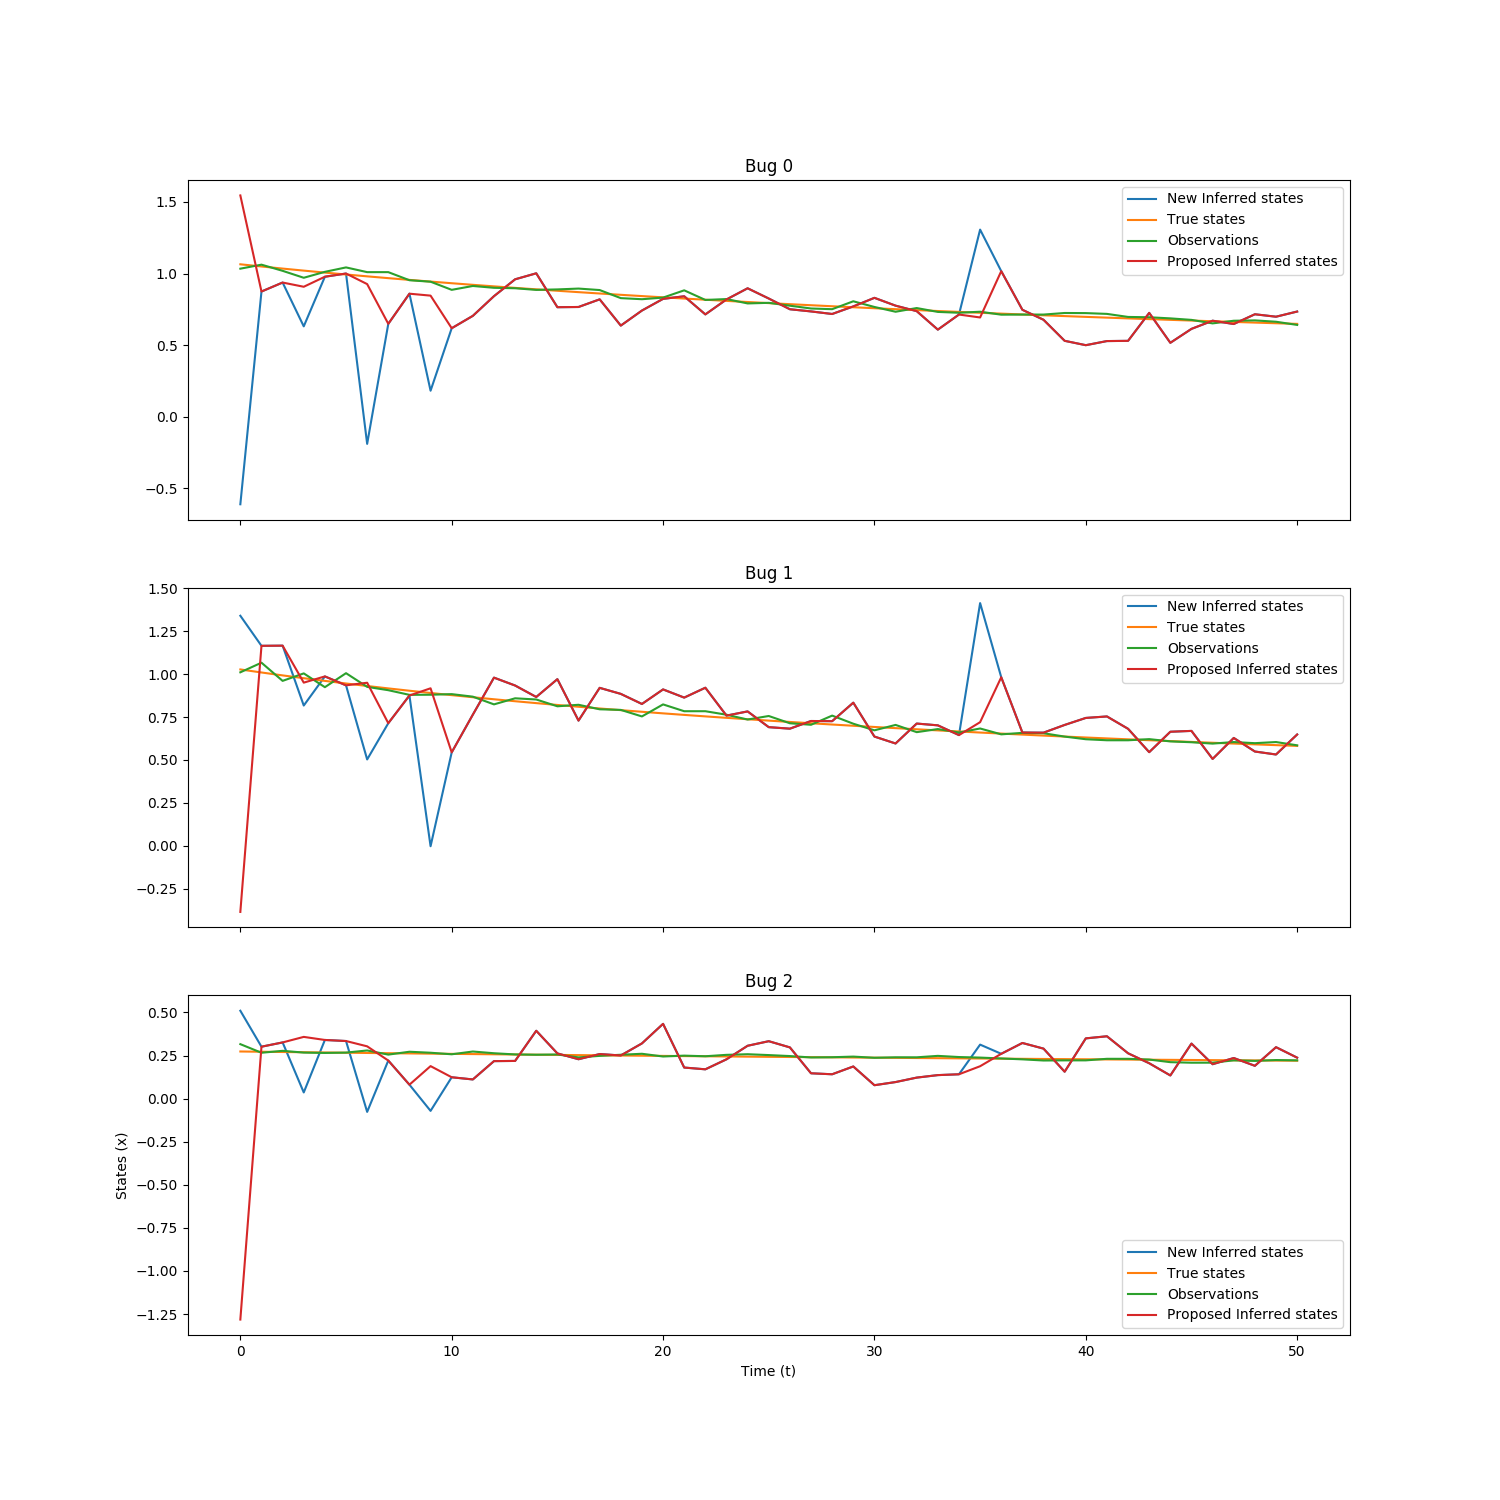 Bug 0
1.5
1.0
0.5
0.0
−0.5
New Inferred states
True states
Observations
Proposed Inferred states
Bug 1
1.50
1.25
1.00
0.75
0.50
0.25
0.00
−0.25
New Inferred states
True states
Observations
Proposed Inferred states
Bug 2
States (x)
0.50
0.25
0.00
−0.25
−0.50
−0.75
−1.00
−1.25
New Inferred states
True states
Observations
Proposed Inferred states
0 10 20 30 40 50
Time (t)